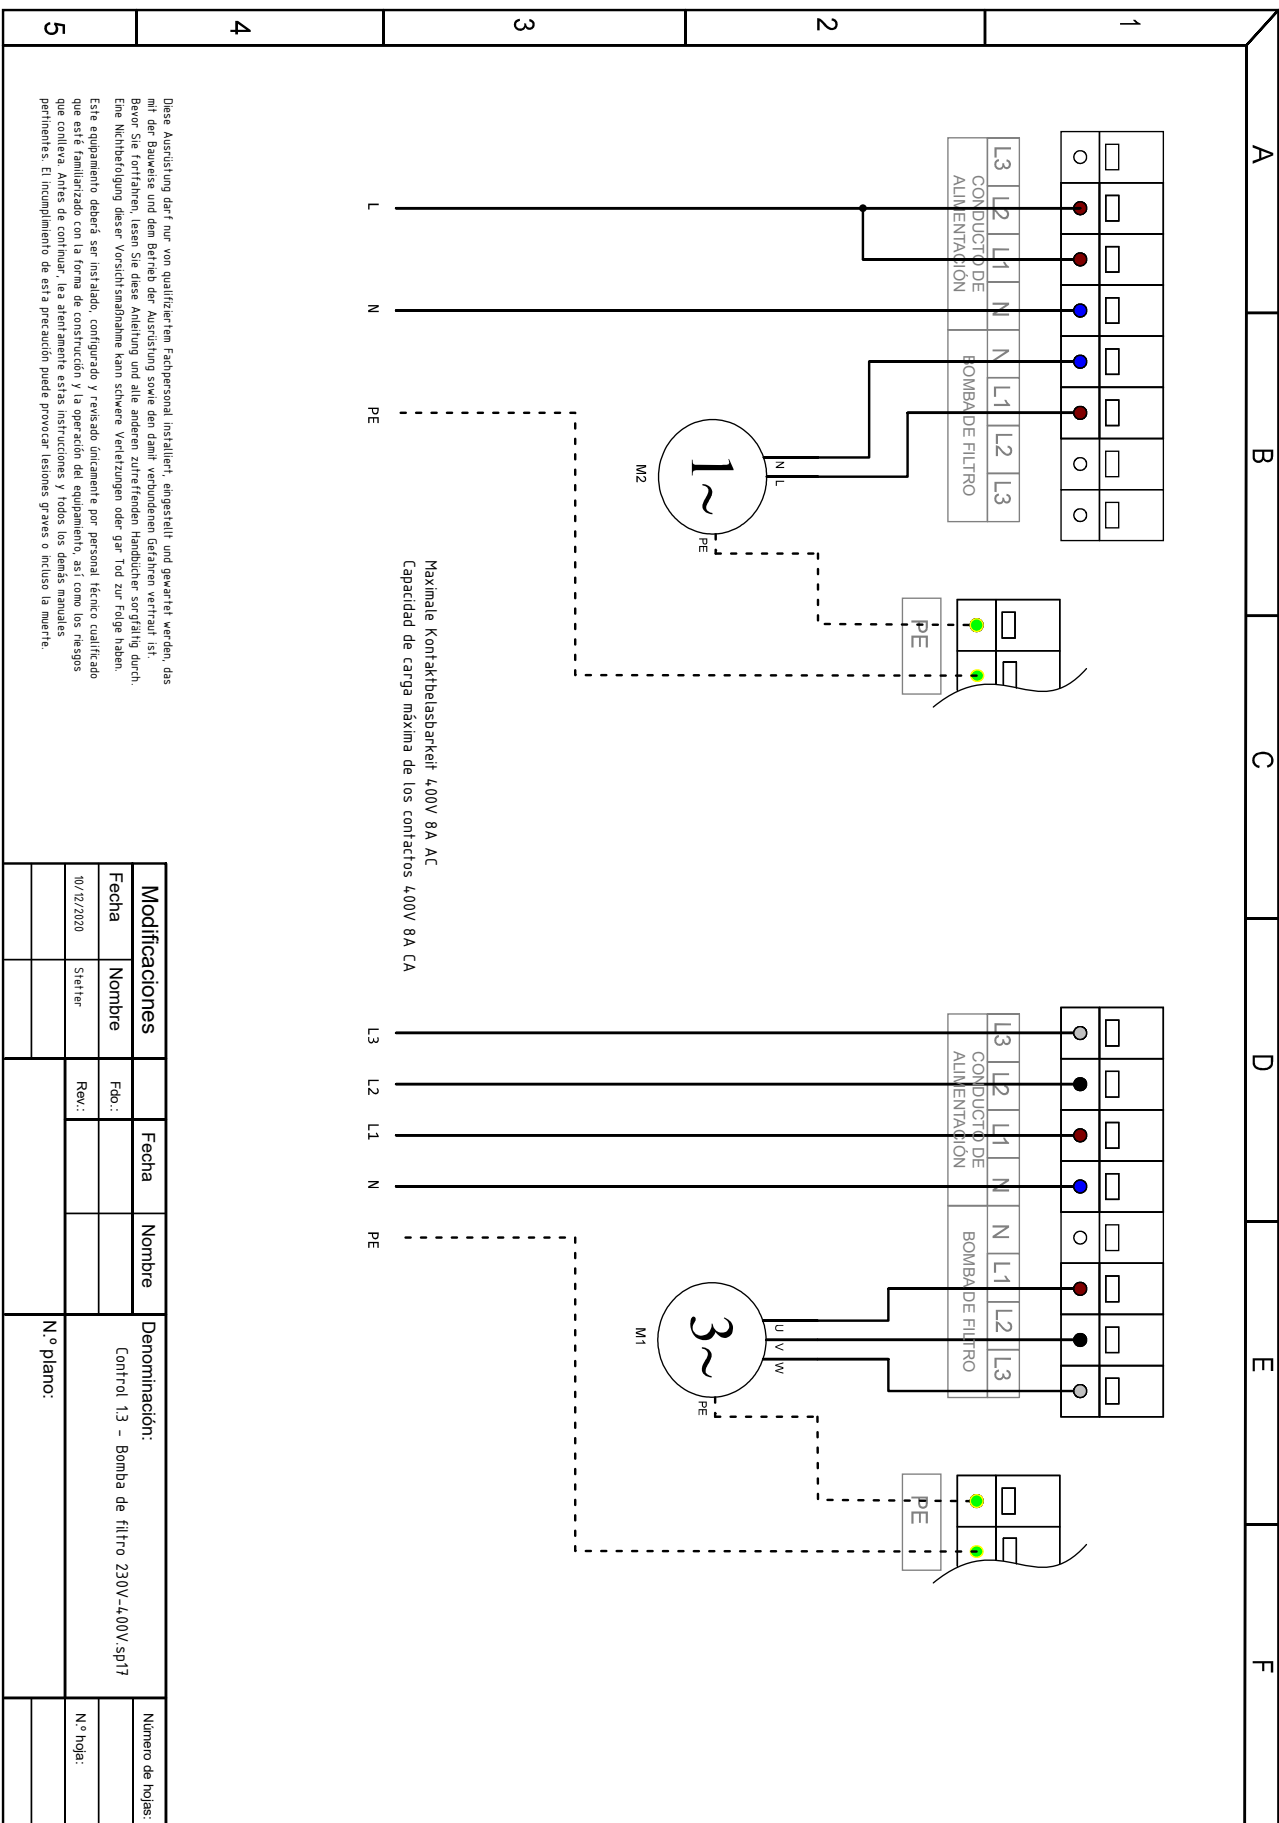 1
2
3
4
5
A
B
C
D
E
F
L3
L2
L1
N
N
L1
L2
L3
CONDUCTO DE
ALIMENTACIÓN
BOMBA DE FILTRO
L
N
PE
1~
N
L
M2
PE
PE
L3
L2
L1
N
N
L1
L2
L3
CONDUCTO DE
ALIMENTACIÓN
BOMBA DE FILTRO
L3
L2
L1
N
PE
3~
U
V
W
M1
PE
PE
Maximale Kontaktbelasbarkeit 400V 8A AC
Capacidad de carga máxima de los contactos 400V 8A CA
Diese Ausrüstung darf nur von qualifiziertem Fachpersonal installiert, eingestellt und gewartet werden, das
mit der Bauweise und dem Betrieb der Ausrüstung sowie den damit verbundenen Gefahren vertraut ist.
Bevor Sie fortfahren, lesen Sie diese Anleitung und alle anderen zutreffenden Handbücher sorgfältig durch.
Eine Nichtbefolgung dieser Vorsichtsmaßnahme kann schwere Verletzungen oder gar Tod zur Folge haben.
Este equipamiento deberá ser instalado, configurado y revisado únicamente por personal técnico cualificado
que esté familiarizado con la forma de construcción y la operación del equipamiento, así como los riesgos
que conlleva. Antes de continuar, lea atentamente estas instrucciones y todos los demás manuales
pertinentes. El incumplimiento de esta precaución puede provocar lesiones graves o incluso la muerte.
Modificaciones
Fecha
Nombre
10/12/2020
Stetter
Fecha
Nombre
Fdo.:
Rev.:
Denominación:
Control 1.3 - Bomba de filtro 230V-400V.sp17
N.º plano:
Número de hojas:
N.º hoja: